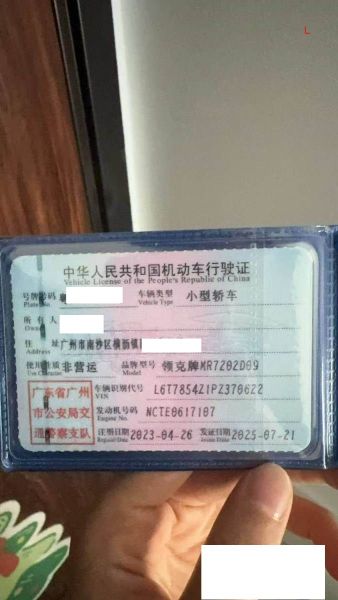 中华人民共和国机动车行驶证
Vehicle License of the People's Republic of China
号牌号码 车辆类型 小型轿车
Plate No. Vehicle Type
所有人
Owner
住址 广州市南沙区横沥镇
Address
使用性质 非营运 品牌型号 领克牌MR7202D09
Use Character Model
广东省广州市公安局交通警察支队
车辆识别代号 L6T7854Z1PZ370622
VIN
发动机号码 NCTE0617107
Engine No.
注册日期 2023-04-26 发证日期 2025-07-21
Register Date Issue Date
L